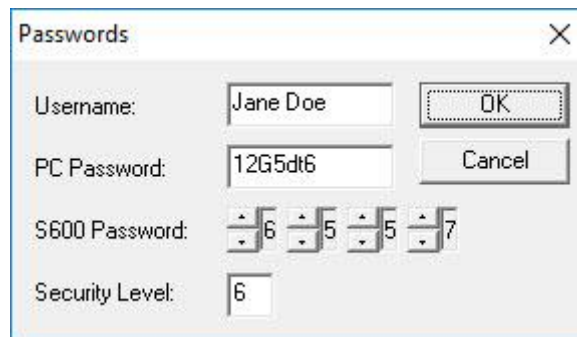 Passwords
Username: Jane Doe OK
PC Password: 12G5dt6 Cancel
S600 Password: 6 5 5 7
Security Level: 6